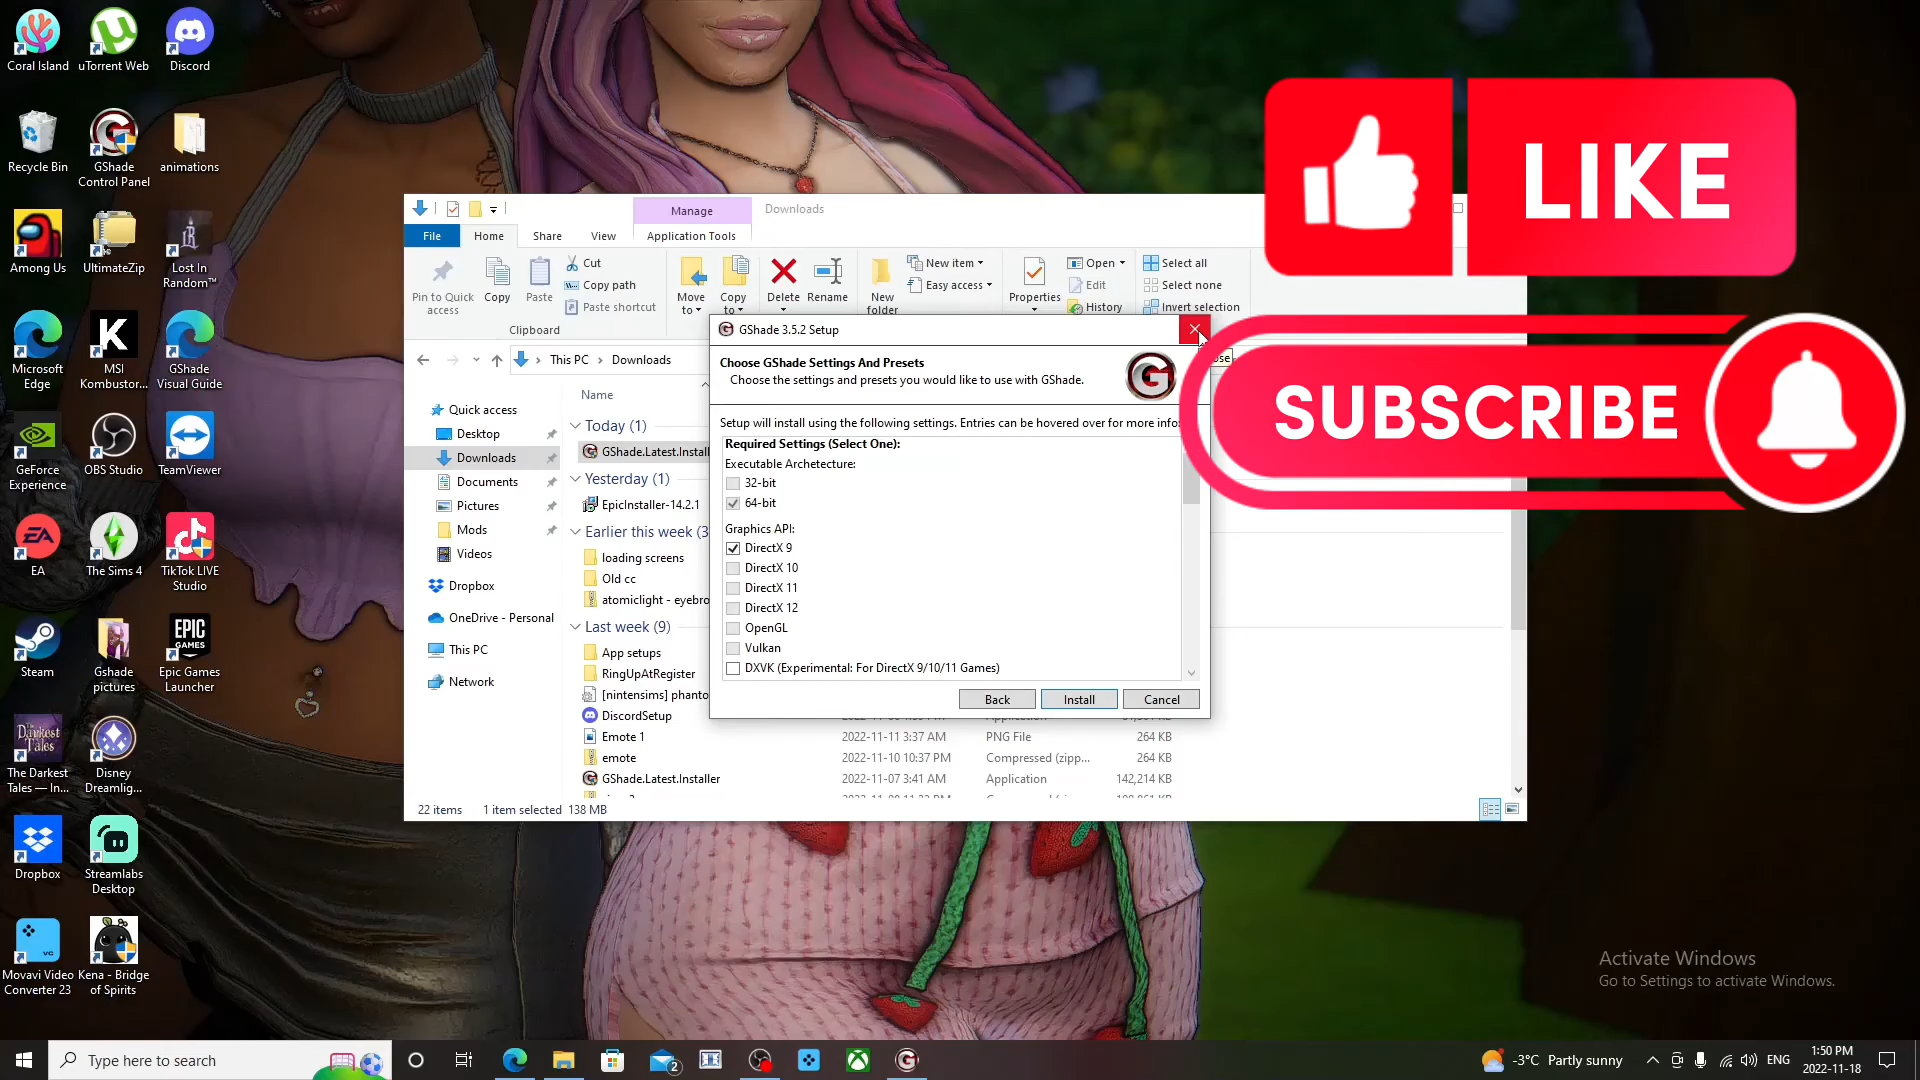 Coral Island
uTorrent Web
Discord
Recycle Bin
GShade
Control Panel
animations
Among Us
UltimateZip
Lost In
Random™
Microsoft
Edge
MSI
Kombustor...
GShade
Visual Guide
GeForce
Experience
OBS Studio
TeamViewer
EA
The Sims 4
TikTok LIVE
Studio
Steam
Gshade
pictures
EPIC
GAMES
Epic Games
Launcher
Darkest
Tales
The Darkest
Tales — In...
Disney
Dreamlig...
Dropbox
Streamlabs
Desktop
Movavi Video
Converter 23
Kena - Bridge
of Spirits
Manage
Downloads
File
Home
Share
View
Application Tools
Pin to Quick
access
Copy
Paste
Cut
Copy path
Paste shortcut
Clipboard
Move
to
Copy
to
Delete
Rename
New
folder
New item
Easy access
Properties
Open
Edit
History
Select all
Select none
Invert selection
This PC > Downloads
Quick access
Desktop
Downloads
Documents
Pictures
Mods
Videos
Dropbox
OneDrive - Personal
This PC
Network
Name
Today (1)
GShade.Latest.Install
Yesterday (1)
EpicInstaller-14.2.1
Earlier this week (3
loading screens
Old cc
atomiclight - eyebro
Last week (9)
App setups
RingUpAtRegister
[nintensims] phanto
DiscordSetup
Emote 1 2022-11-11 3:37 AM PNG File 264 KB
emote 2022-11-10 10:37 PM Compressed (zipp... 264 KB
GShade.Latest.Installer 2022-11-07 3:41 AM Application 142,214 KB
22 items 1 item selected 138 MB
GShade 3.5.2 Setup
Choose GShade Settings And Presets
Choose the settings and presets you would like to use with GShade.
Setup will install using the following settings. Entries can be hovered over for more info
Required Settings (Select One):
Executable Archetecture:
32-bit
64-bit
Graphics API:
DirectX 9
DirectX 10
DirectX 11
DirectX 12
OpenGL
Vulkan
DXVK (Experimental: For DirectX 9/10/11 Games)
Back
Install
Cancel
LIKE
SUBSCRIBE
Activate Windows
Go to Settings to activate Windows.
Type here to search
2
-3°C Partly sunny
ENG
1:50 PM
2022-11-18